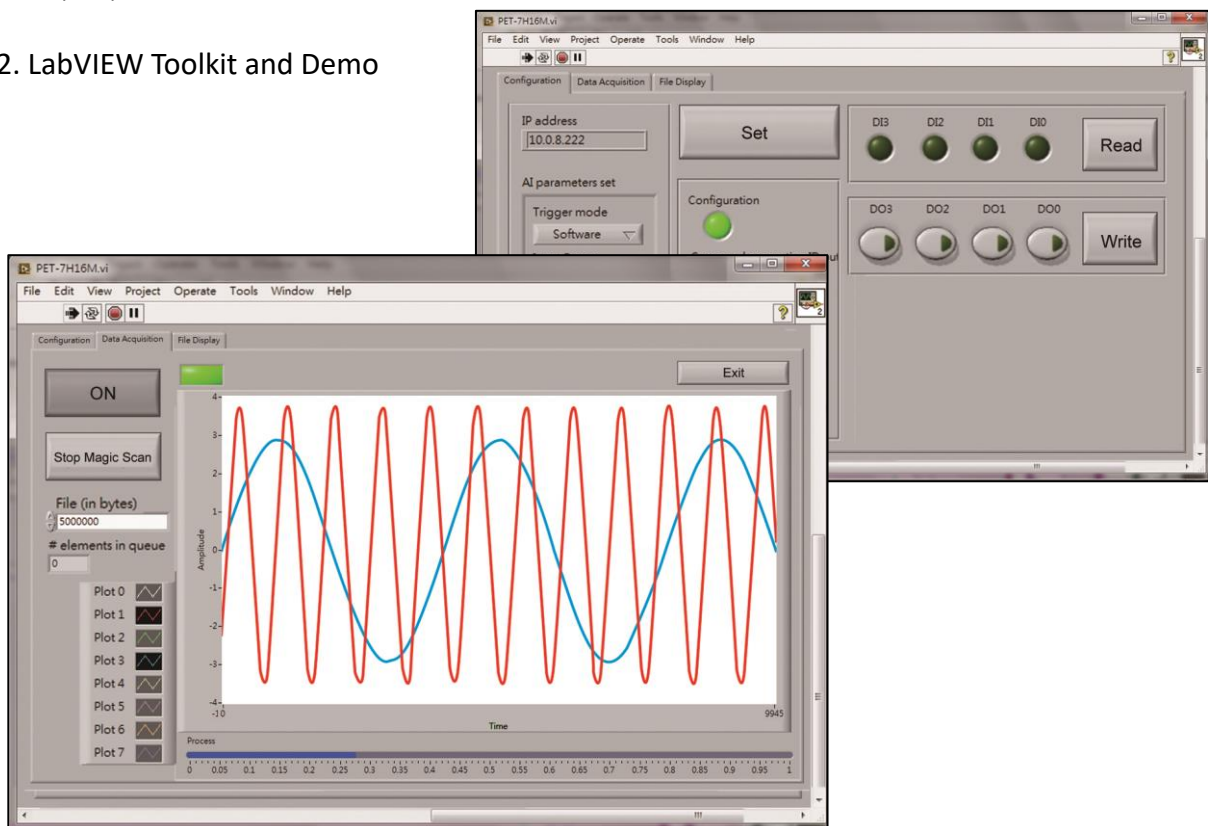 2. LabVIEW Toolkit and Demo
PET-7H16M.vi
File Edit View Project Operate Tools Window Help
Configuration Data Acquisition File Display
IP address
10.0.8.222
Set
DI3 DI2 DI1 DI0
Read
AI parameters set
Trigger mode
Software
Configuration
DO3 DO2 DO1 DO0
Write
PET-7H16M.vi
File Edit View Project Operate Tools Window Help
2
Configuration Data Acquisition File Display
ON
Exit
Stop Magic Scan
File (in bytes)
5000000
# elements in queue
0
Plot 0
Plot 1
Plot 2
Plot 3
Plot 4
Plot 5
Plot 6
Plot 7
Amplitude
4
3
2
1
0
-1
-2
-3
-4
-10
9945
Time
Process
0 0.05 0.1 0.15 0.2 0.25 0.3 0.35 0.4 0.45 0.5 0.55 0.6 0.65 0.7 0.75 0.8 0.85 0.9 0.95 1